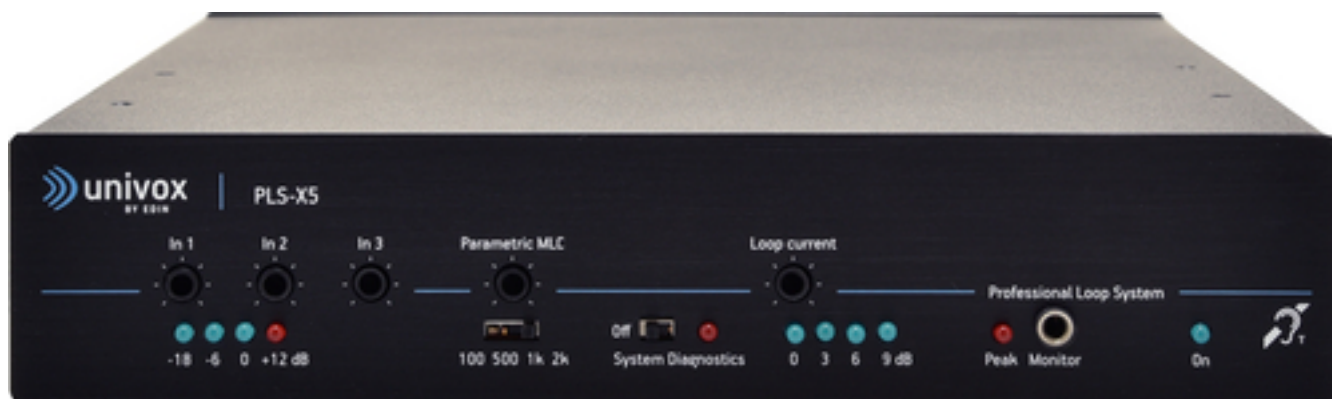 univox
BY EDIN
PLS-X5
In 1 In 2 In 3 Parametric MLC Loop current
Professional Loop System
-18 -6 0 +12 dB
100 500 1k 2k
Off
System Diagnostics
0 3 6 9 dB
Peak Monitor
On
T